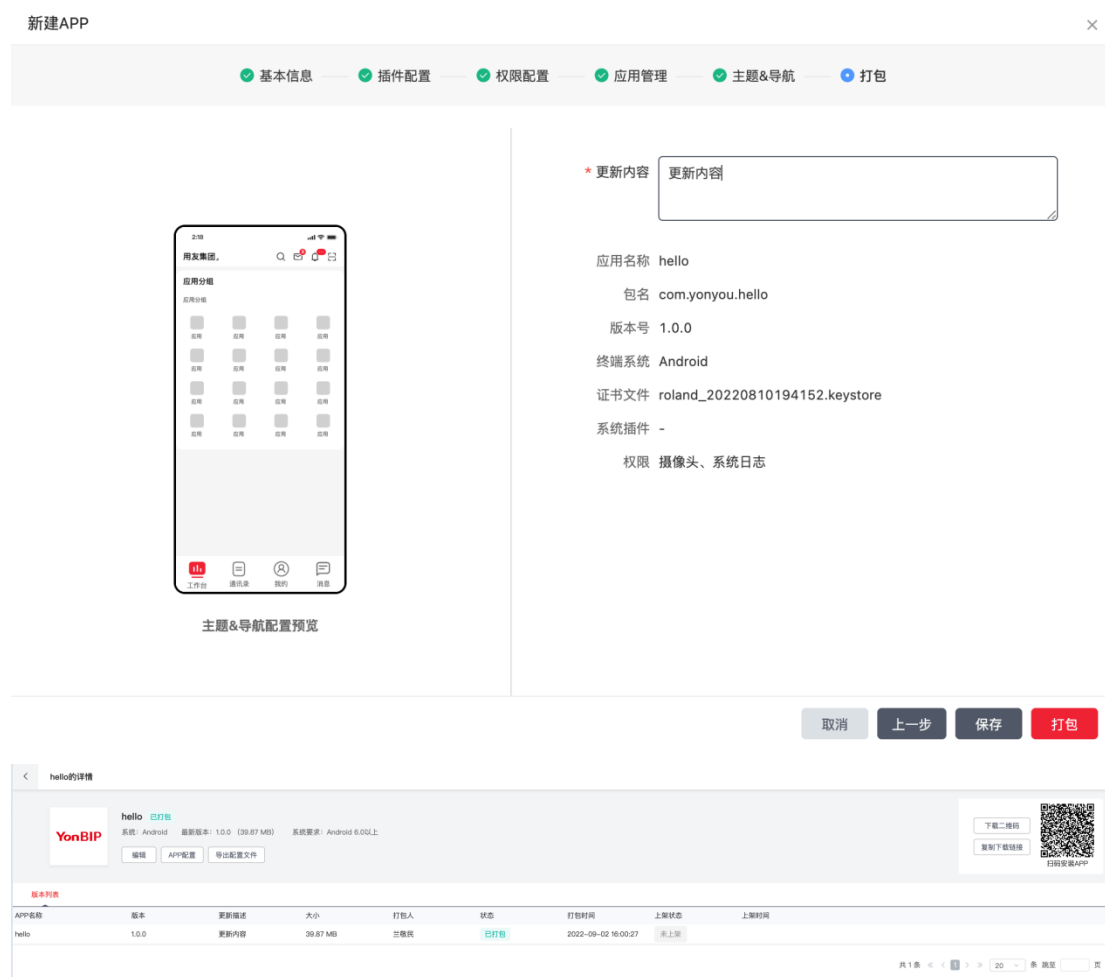 新建APP
×
基本信息 插件配置 权限配置 应用管理 主题&导航 打包
* 更新内容 更新内容
2:18
用友集团,
应用分组
应用分组
应用 应用 应用 应用
应用 应用 应用 应用
应用 应用 应用 应用
应用 应用 应用 应用
工作台 通讯录 我的 消息
主题&导航配置预览
应用名称 hello
包名 com.yonyou.hello
版本号 1.0.0
终端系统 Android
证书文件 roland_20220810194152.keystore
系统插件 -
权限 摄像头、系统日志
取消 上一步 保存 打包
< hello的详情
YonBIP
hello 已打包
系统: Android 最新版本: 1.0.0 (39.87 MB) 系统要求: Android 6.0以上
编辑 APP配置 导出配置文件
下载二维码
复制下载链接
扫码安装APP
版本列表
APP名称 版本 更新描述 大小 打包人 状态 打包时间 上架状态 上架时间
hello 1.0.0 更新内容 39.87 MB 兰敬民 已打包 2022-09-02 16:00:27 未上架
共 1 条 « < 1 > » 20 条 跳至 页